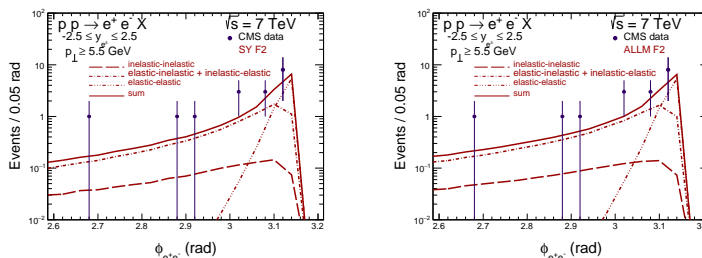 p p → e⁺ e⁻ X √s = 7 TeV
-2.5 ≤ y_e± ≤ 2.5
p⊥ ≥ 5.5 GeV
CMS data
SY F2
inelastic-inelastic
elastic-inelastic + inelastic-elastic
elastic-elastic
sum
Events / 0.05 rad
10²
10
1
10⁻¹
10⁻²
2.6 2.7 2.8 2.9 3 3.1 3.2
ϕ_e⁺e⁻ (rad)
p p → e⁺ e⁻ X √s = 7 TeV
-2.5 ≤ y_e± ≤ 2.5
p⊥ ≥ 5.5 GeV
CMS data
ALLM F2
inelastic-inelastic
elastic-inelastic + inelastic-elastic
elastic-elastic
sum
Events / 0.05 rad
10²
10
1
10⁻¹
10⁻²
2.6 2.7 2.8 2.9 3 3.1 3.
ϕ_e⁺e⁻ (rad)